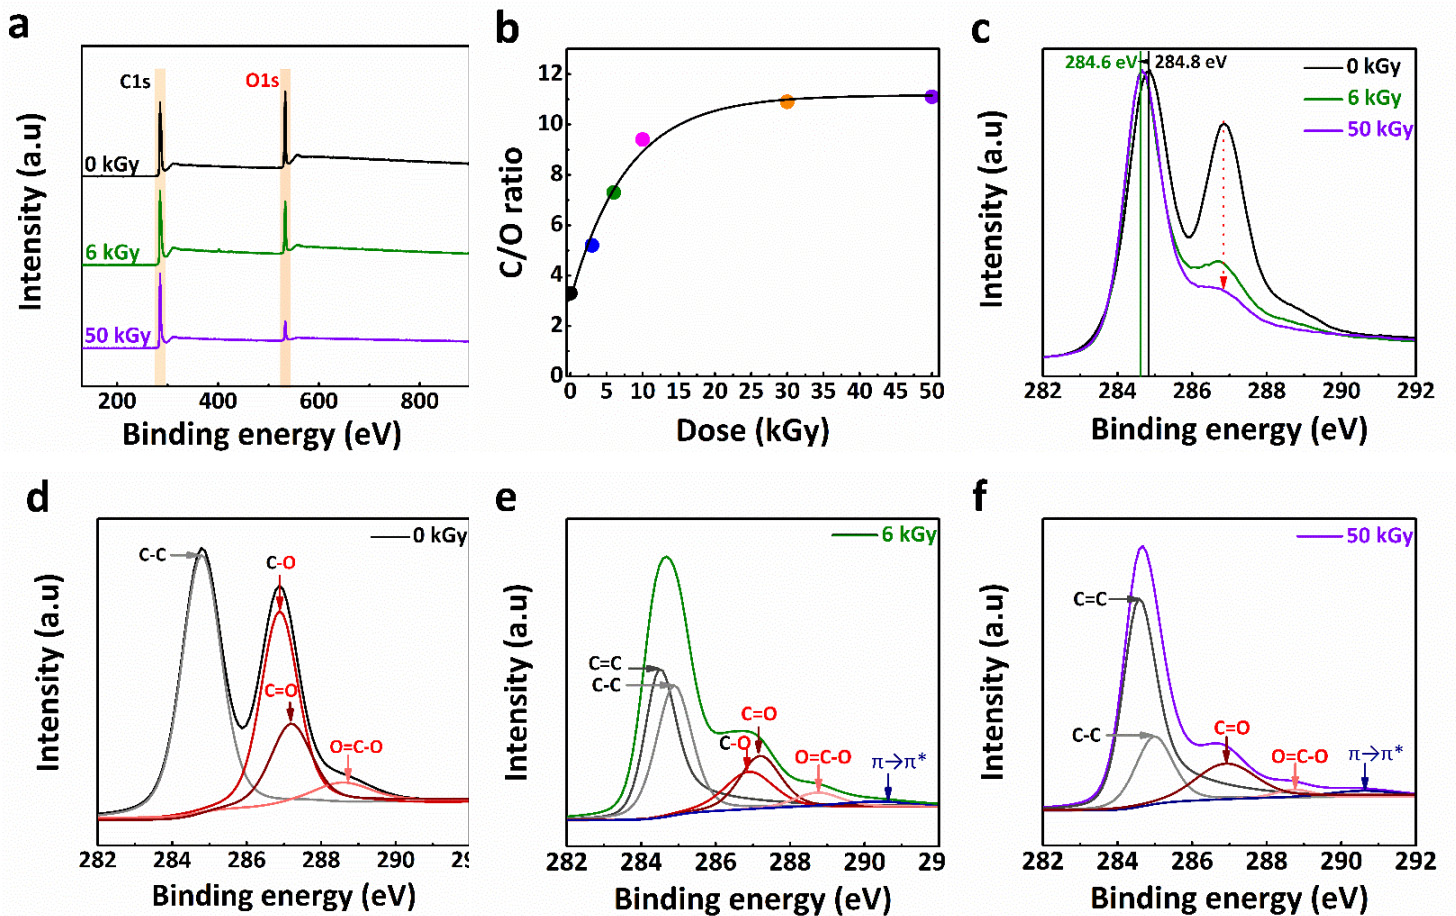 a
C1s
O1s
0 kGy
6 kGy
50 kGy
Intensity (a.u)
200 400 600 800
Binding energy (eV)
b
12
10
8
6
4
2
0
C/O ratio
0 5 10 15 20 25 30 35 40 45 50
Dose (kGy)
c
284.6 eV 284.8 eV
0 kGy
6 kGy
50 kGy
Intensity (a.u)
282 284 286 288 290 292
Binding energy (eV)
d
0 kGy
C-C
C-O
C=O
O=C-O
Intensity (a.u)
282 284 286 288 290 29
Binding energy (eV)
e
6 kGy
C=C
C-C
C=O
C-O
O=C-O
π→π*
Intensity (a.u)
282 284 286 288 290 29
Binding energy (eV)
f
50 kGy
C=C
C-C
C=O
O=C-O
π→π*
Intensity (a.u)
282 284 286 288 290 292
Binding energy (eV)